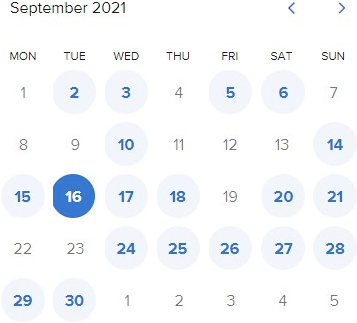 September 2021
MON TUE WED THU FRI SAT SUN
1 2 3 4 5 6 7
8 9 10 11 12 13 14
15 16 17 18 19 20 21
22 23 24 25 26 27 28
29 30 1 2 3 4 5